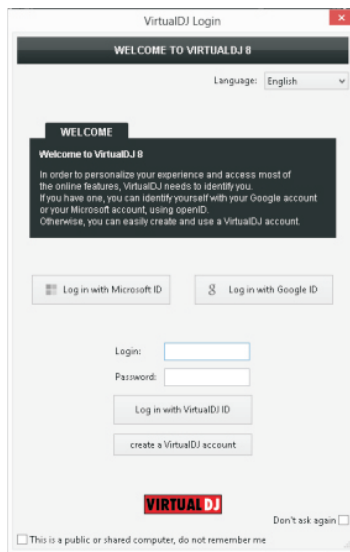 VirtualDJ Login
WELCOME TO VIRTUALDJ 8
Language: English
WELCOME
Welcome to VirtualDJ 8
In order to personalize your experience and access most of
the online features, VirtualDJ needs to identify you.
If you have one, you can identify yourself with your Google account
or your Microsoft account, using openID.
Otherwise, you can easily create and use a VirtualDJ account.
Log in with Microsoft ID
8 Log in with Google ID
Login:
Password:
Log in with VirtualDJ ID
create a VirtualDJ account
VIRTUAL DJ
Don't ask again
This is a public or shared computer, do not remember me